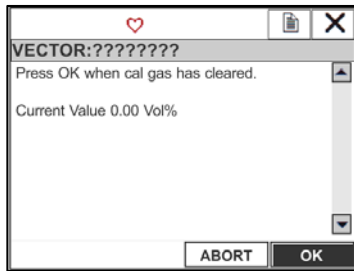 VECTOR:????????
Press OK when cal gas has cleared.
Current Value 0.00 Vol%
ABORT OK